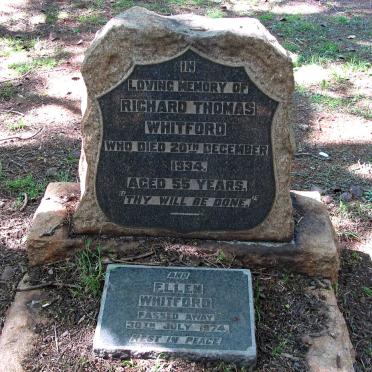 IN
LOVING MEMORY OF
RICHARD THOMAS
WHITFORD
WHO DIED 20TH DECEMBER
1934.
AGED 55 YEARS.
"THY WILL BE DONE."
AND
ELLEN
WHITFORD
PASSED AWAY
30TH JULY 1974.
REST IN PEACE